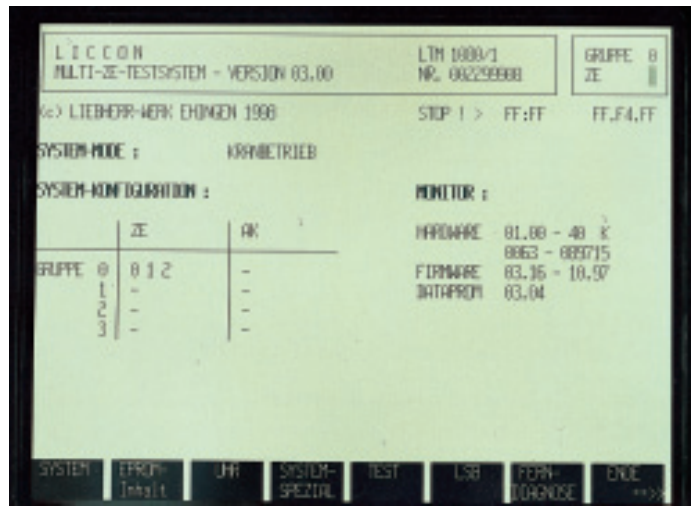 LICCON
MULTI-ZE-TESTSYSTEM - VERSION 03.00
LTM 1080/1
NR.
GRUPPE 0
ZE
(c) LIEBHERR-WERK EHINGEN 1998
STOP ! > FF:FF FF.F4.FF
SYSTEM-MODE : KRANBETRIEB
SYSTEM-KONFIGURATION :
MONITOR :
ZE AK
GRUPPE 0 0 1 2 -
1 - -
2 - -
3 - -
HARDWARE 01.00 - 40 K
0063 - 089715
FIRMWARE 03.16 - 10.97
DATAPROM 03.04
SYSTEM EPROM- UHR SYSTEM- TEST LSB FERN- ENDE
Inhalt SPEZIAL DIAGNOSE ==>>